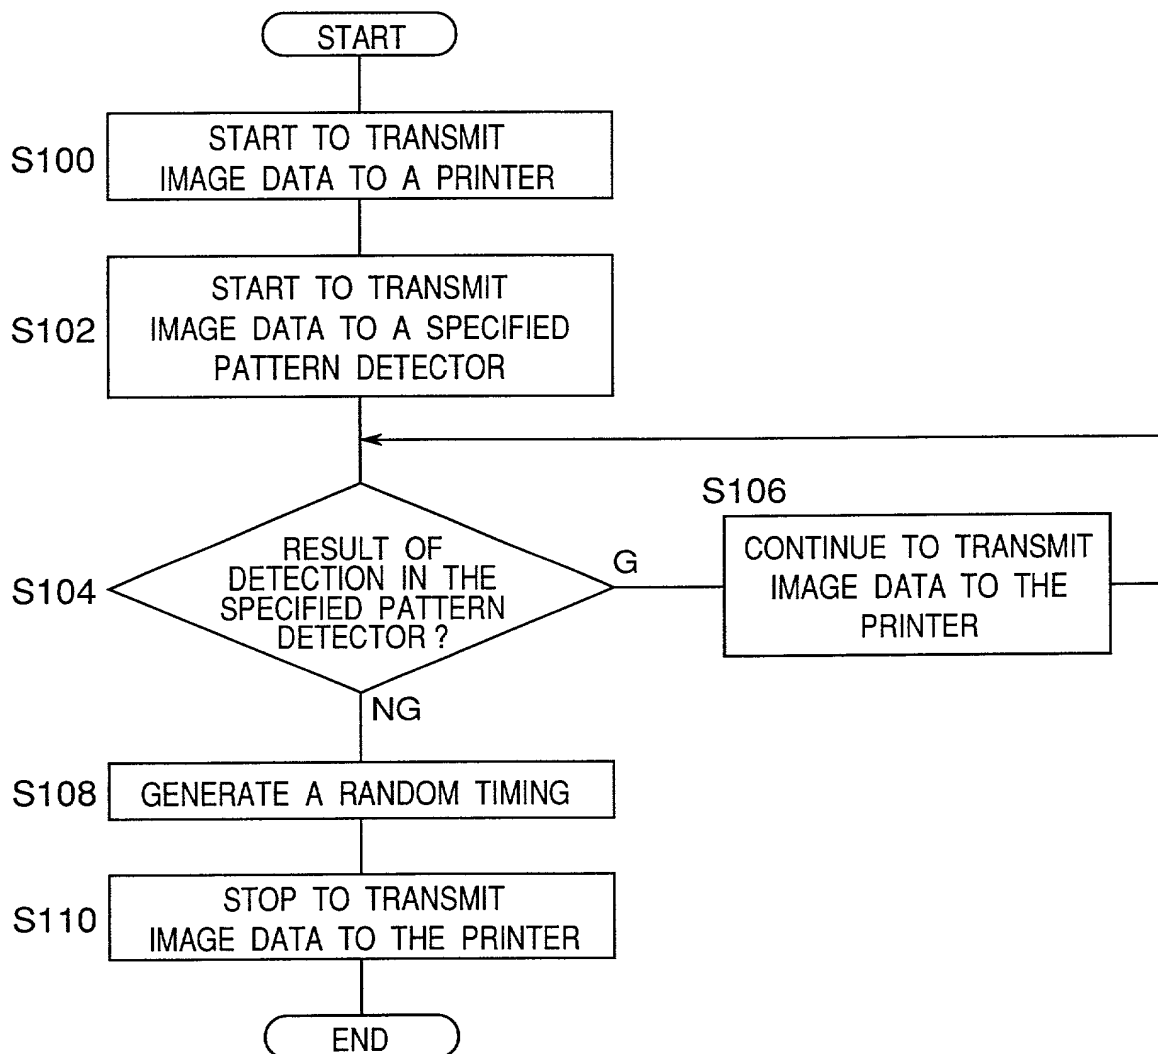 START
S100
START TO TRANSMIT
IMAGE DATA TO A PRINTER
S102
START TO TRANSMIT
IMAGE DATA TO A SPECIFIED
PATTERN DETECTOR
S104
RESULT OF
DETECTION IN THE
SPECIFIED PATTERN
DETECTOR ?
G
S106
CONTINUE TO TRANSMIT
IMAGE DATA TO THE
PRINTER
NG
S108
GENERATE A RANDOM TIMING
S110
STOP TO TRANSMIT
IMAGE DATA TO THE PRINTER
END